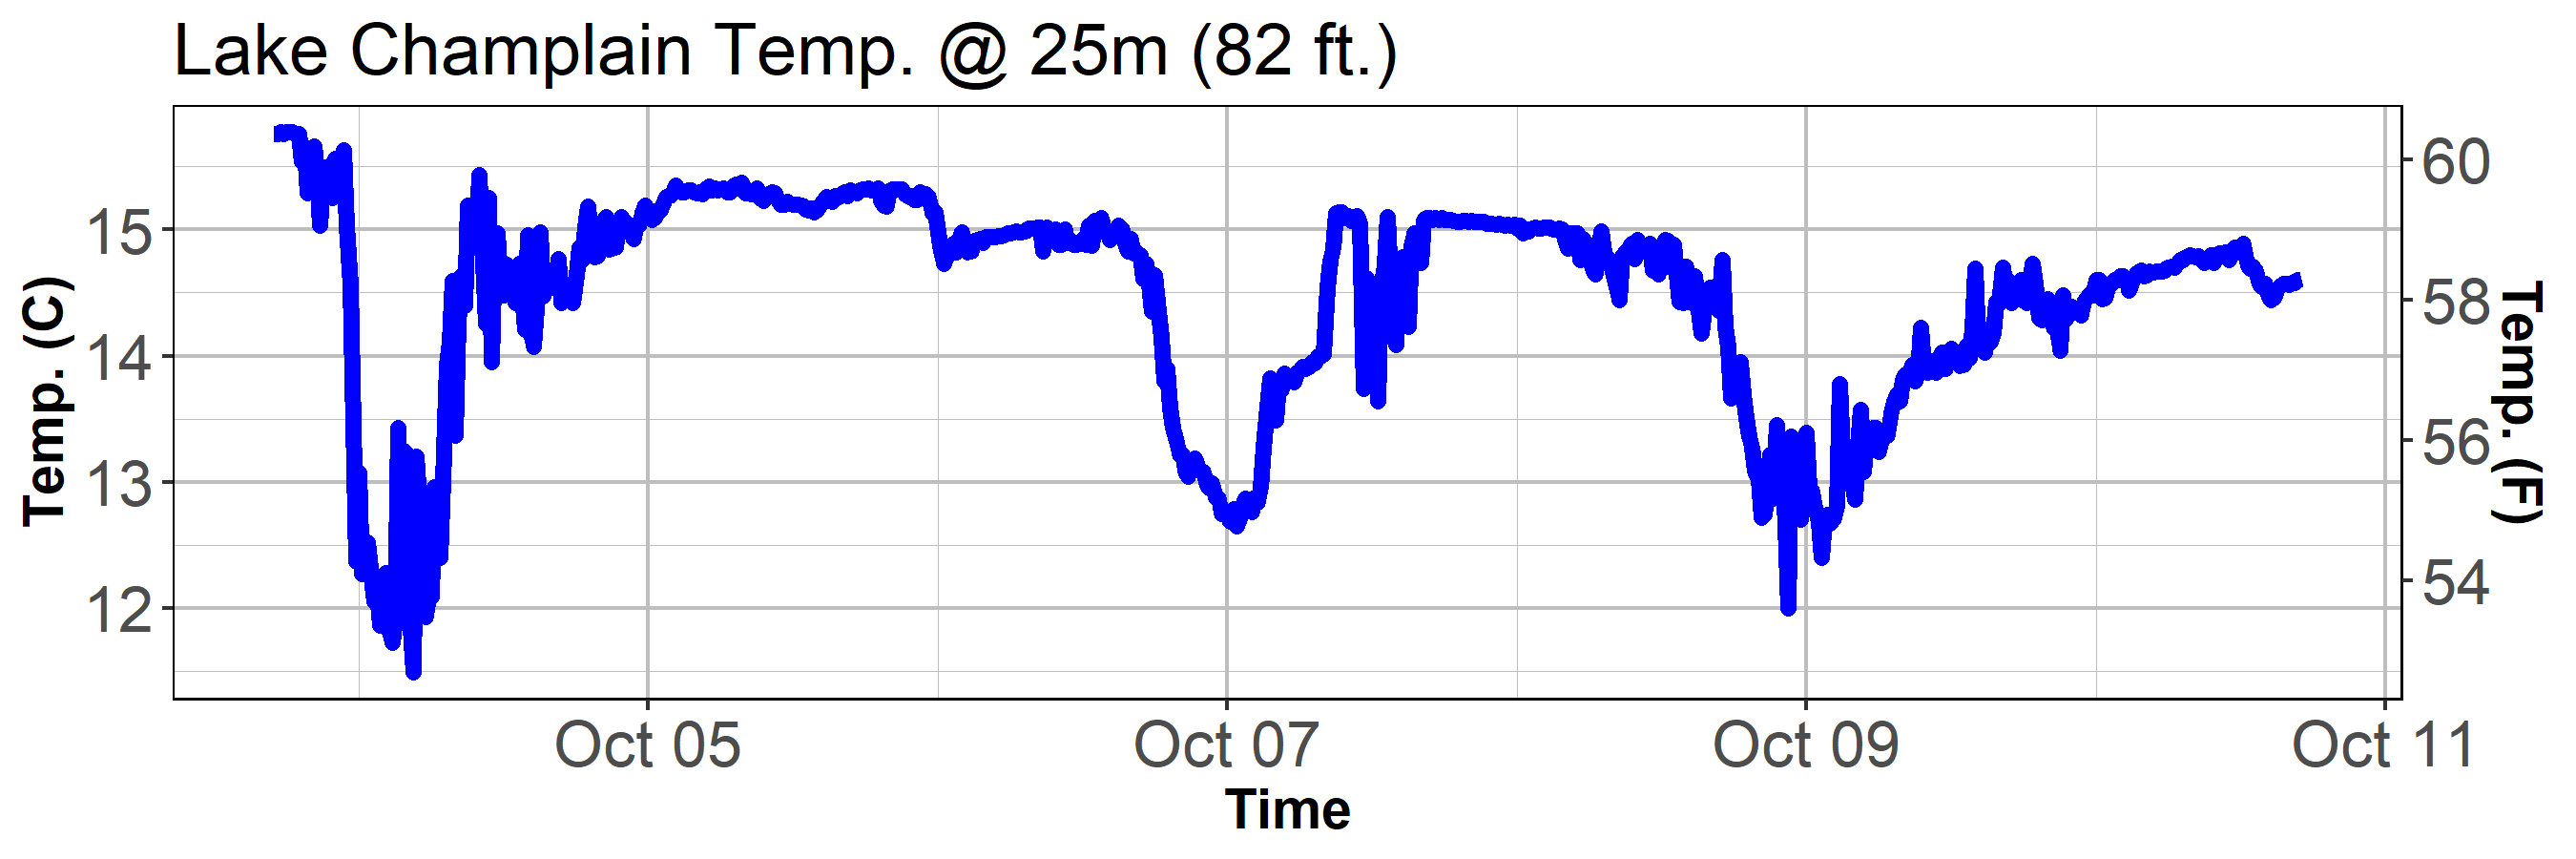 Lake Champlain Temp. @ 25m (82 ft.)
Temp. (C)
15
14
13
12
60
58
56
54
Temp. (F)
Oct 05
Oct 07
Oct 09
Oct 11
Time